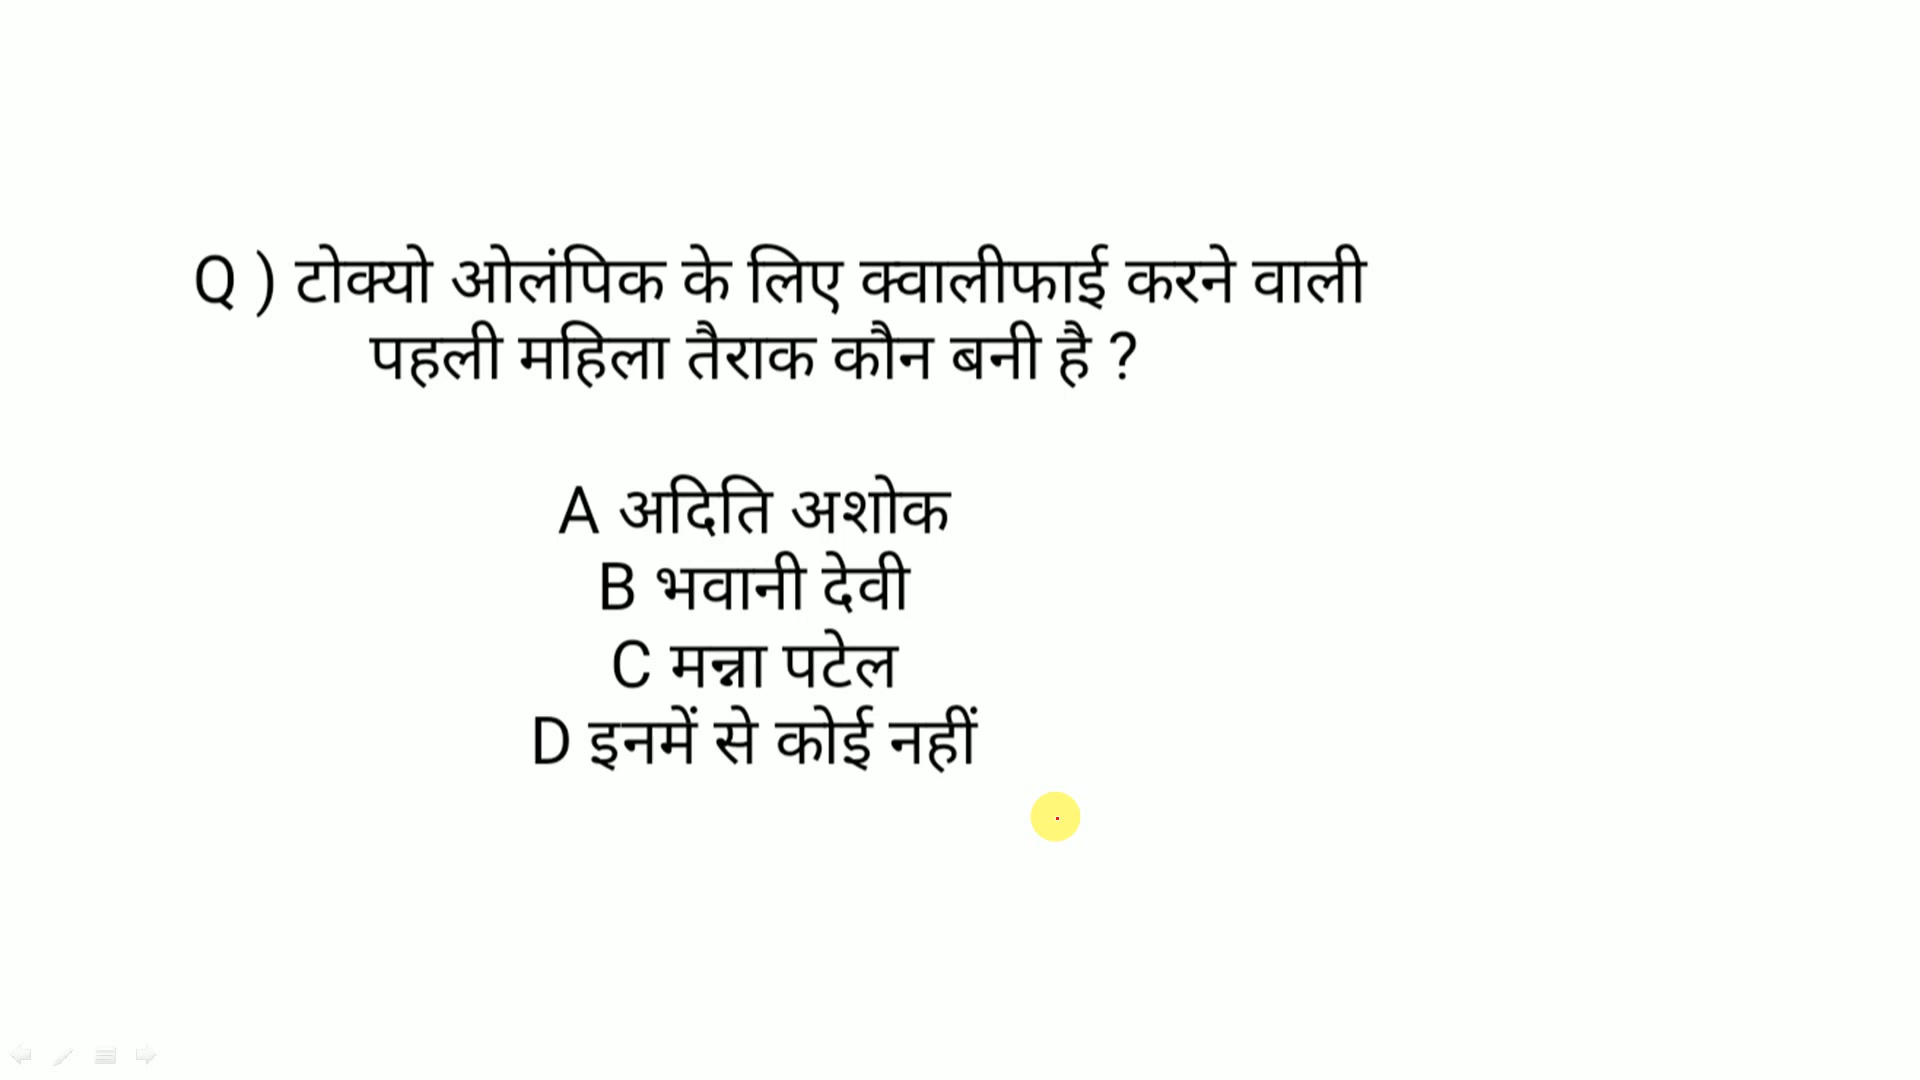 Q ) टोक्यो ओलंपिक के लिए क्वालीफाई करने वाली
पहली महिला तैराक कौन बनी है ?
A अदिति अशोक
B भवानी देवी
C मन्ना पटेल
D इनमें से कोई नहीं